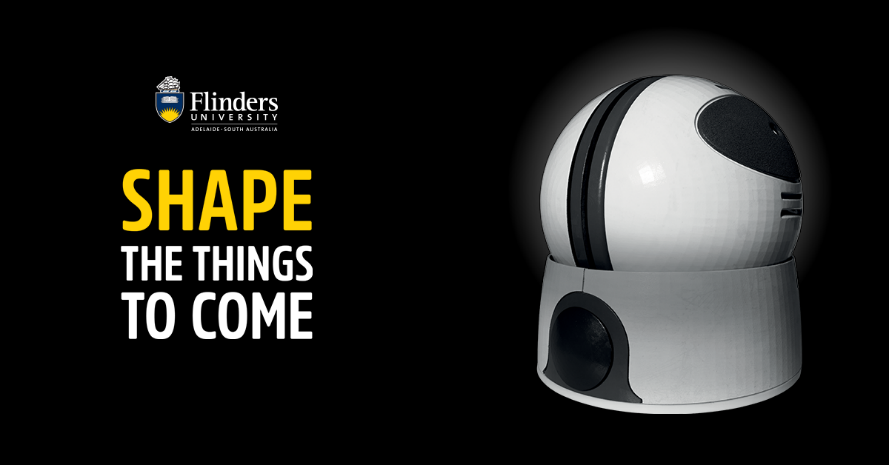 Flinders
UNIVERSITY
ADELAIDE · SOUTH AUSTRALIA
SHAPE
THE THINGS
TO COME